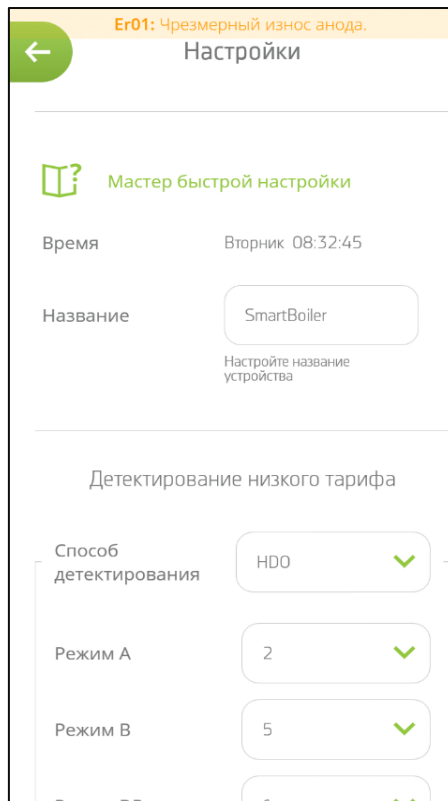 Er01: Чрезмерный износ анода.
Настройки
Мастер быстрой настройки
Время Вторник 08:32:45
Название SmartBoiler
Настройте название
устройства
Детектирование низкого тарифа
Способ
детектирования HDO
Режим A 2
Режим B 5